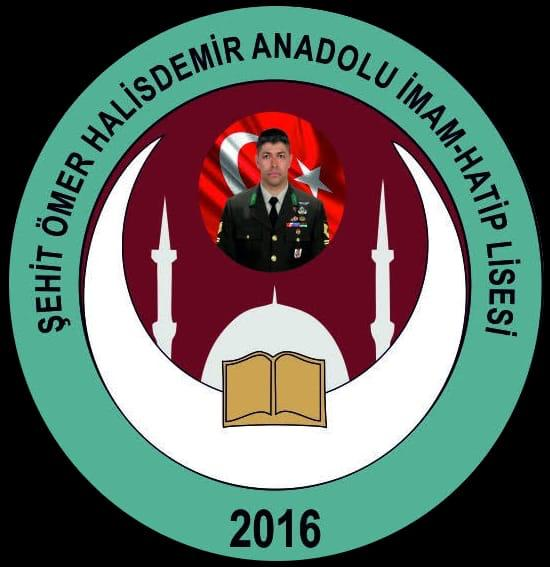 ŞEHİT ÖMER HALİSDEMİR ANADOLU İMAM-HATİP LİSESİ
2016